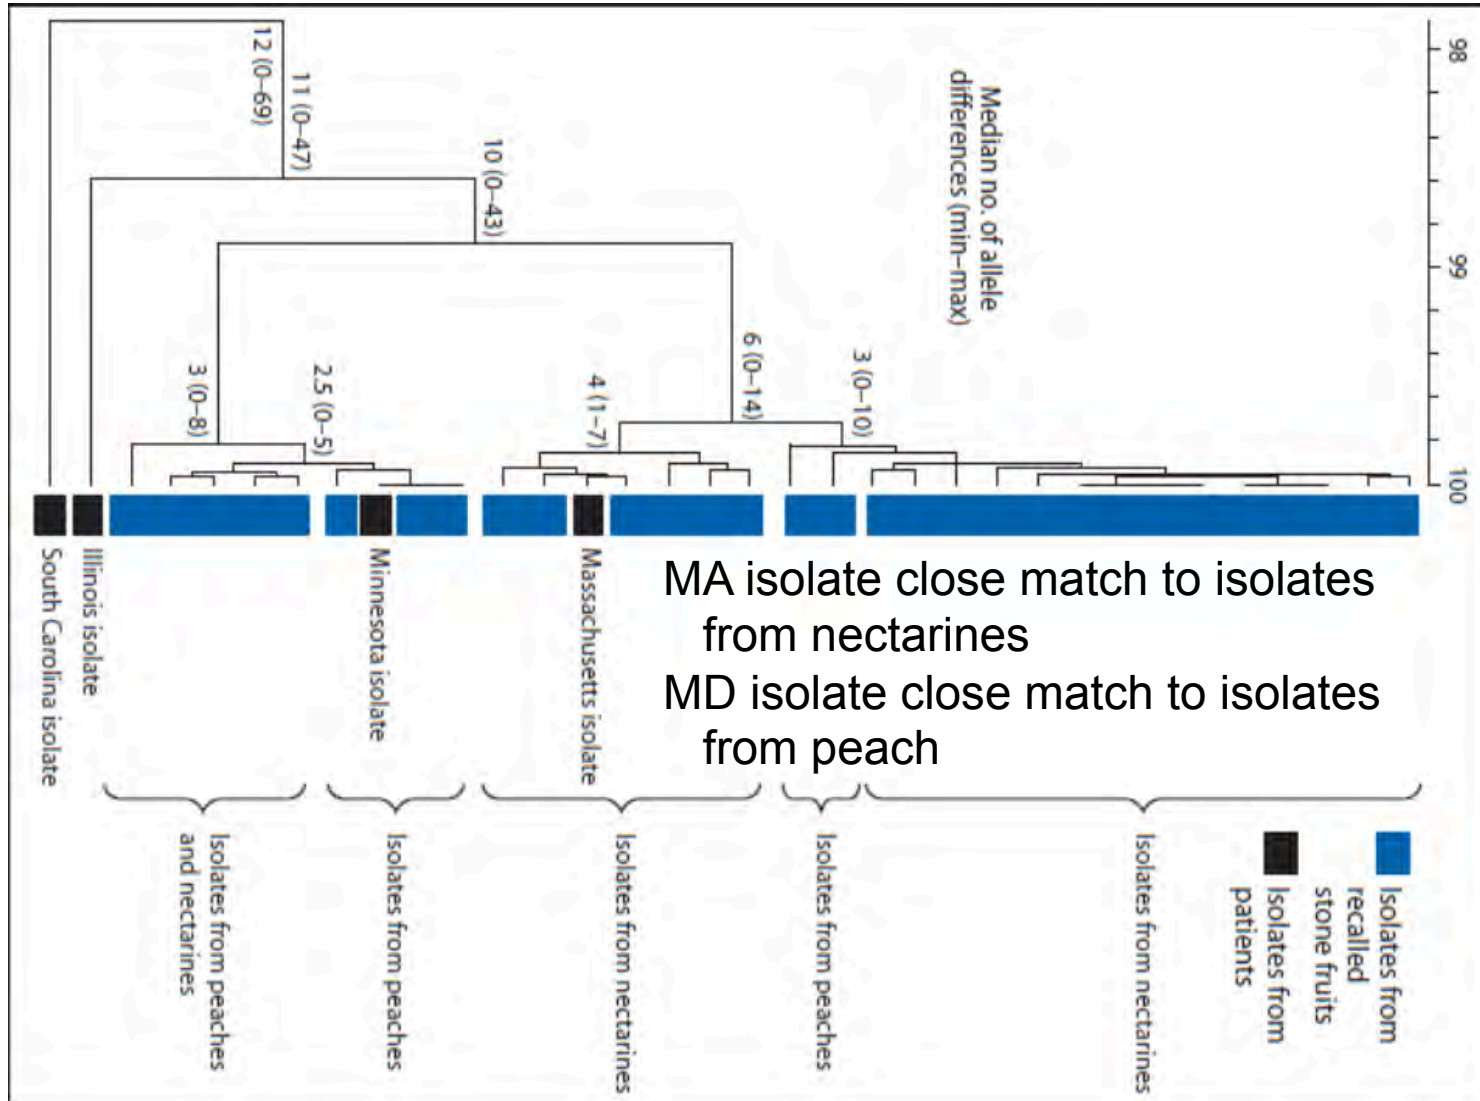 98
99
100
Median no. of allele
differences (min–max)
12 (0–69)
11 (0–47)
10 (0–43)
6 (0–14)
3 (0–10)
4 (1–7)
2.5 (0–5)
3 (0–8)
MA isolate close match to isolates
from nectarines
MD isolate close match to isolates
from peach
South Carolina isolate
Illinois isolate
Minnesota isolate
Massachusetts isolate
Isolates from peaches
and nectarines
Isolates from peaches
Isolates from nectarines
Isolates from peaches
Isolates from nectarines
Isolates from
recalled
stone fruits
Isolates from
patients